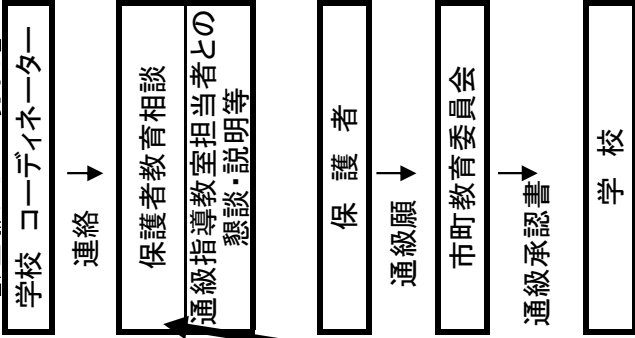 学校 コーディネーター
連絡
保護者教育相談
通級指導教室担当者との
懇談・説明等
保 護 者
通級願
市町教育委員会
通級承認書
学 校